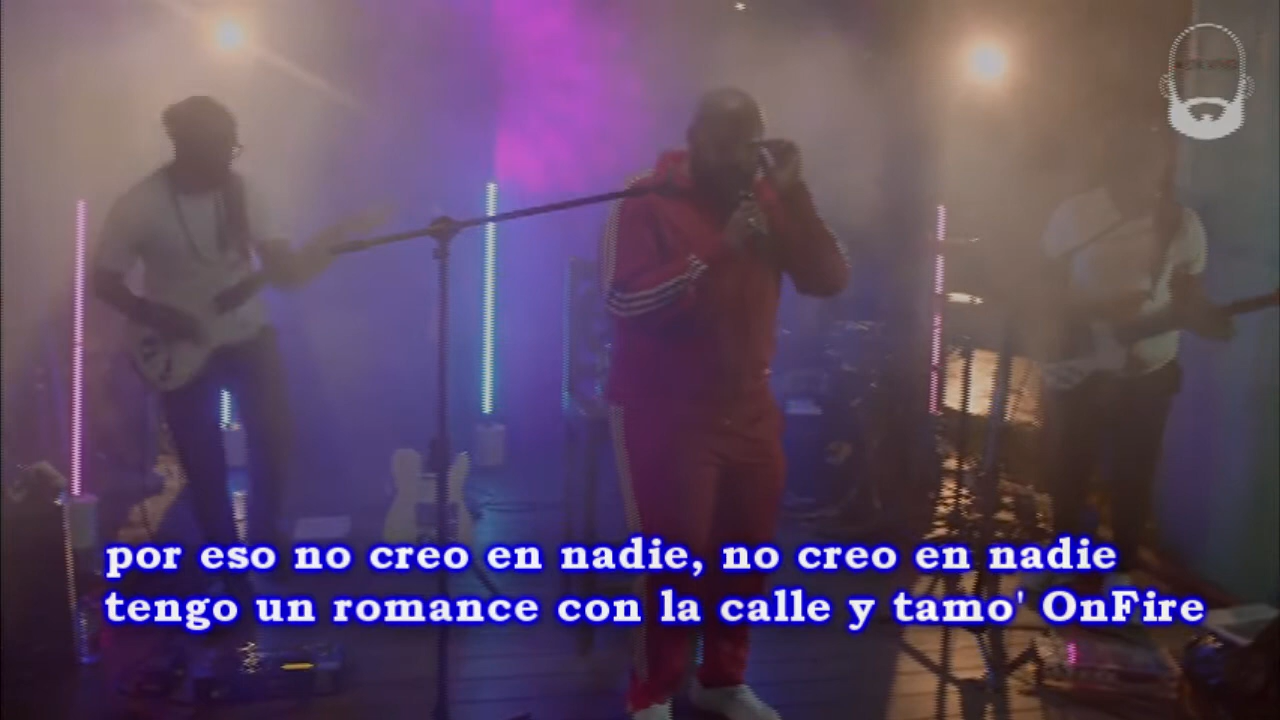 por eso no creo en nadie, no creo en nadie
tengo un romance con la calle y tamo' OnFire